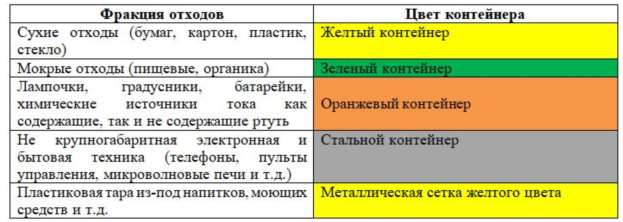 Фракция отходов
Цвет контейнера
Сухие отходы (бумаг, картон, пластик,
стекло)
Желтый контейнер
Мокрые отходы (пищевые, органика)
Зеленый контейнер
Лампочки, градусники, батарейки,
химические источники тока как
содержащие, так и не содержащие ртуть
Оранжевый контейнер
Не крупногабаритная электронная и
бытовая техника (телефоны, пульты
управления, микроволновые печи и т.д.)
Стальной контейнер
Пластиковая тара из-под напитков, моющих
средств и т.д.
Металлическая сетка желтого цвета